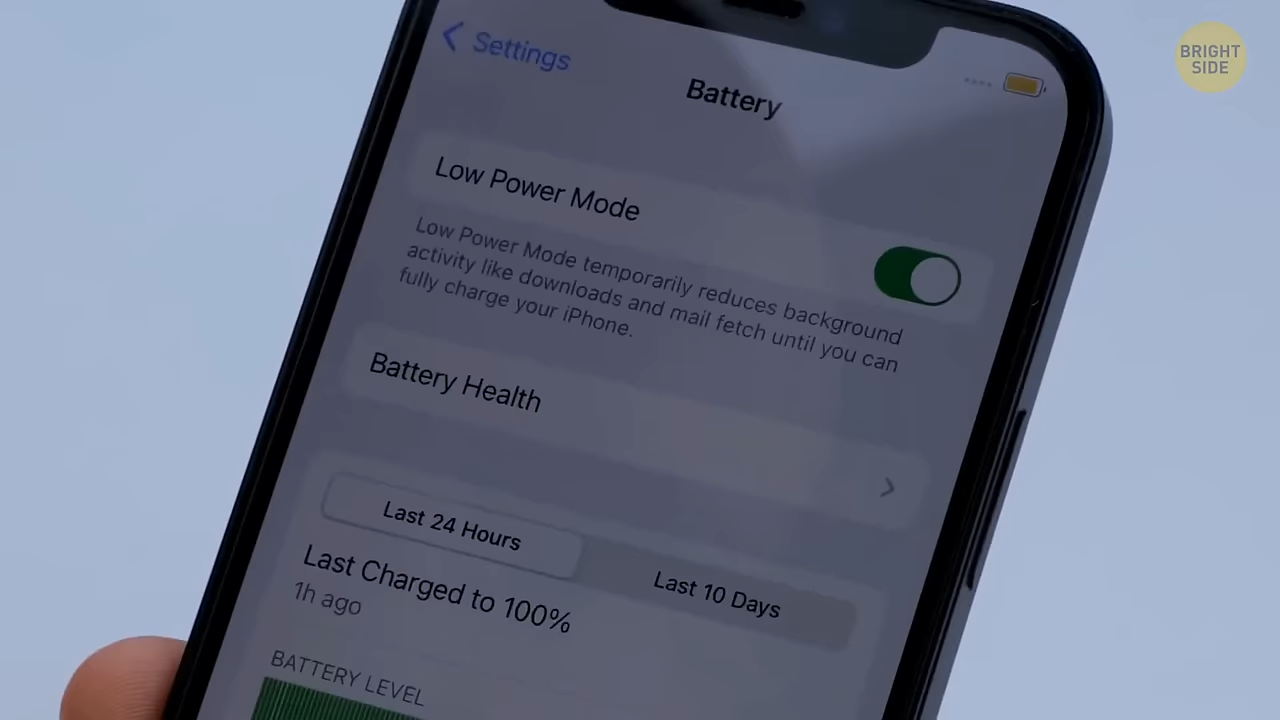 BRIGHT
SIDE
Settings
Battery
Low Power Mode
Low Power Mode temporarily reduces background
activity like downloads and mail fetch until you can
fully charge your iPhone.
Battery Health
Last 24 Hours
Last 10 Days
Last Charged to 100%
1h ago
BATTERY LEVEL